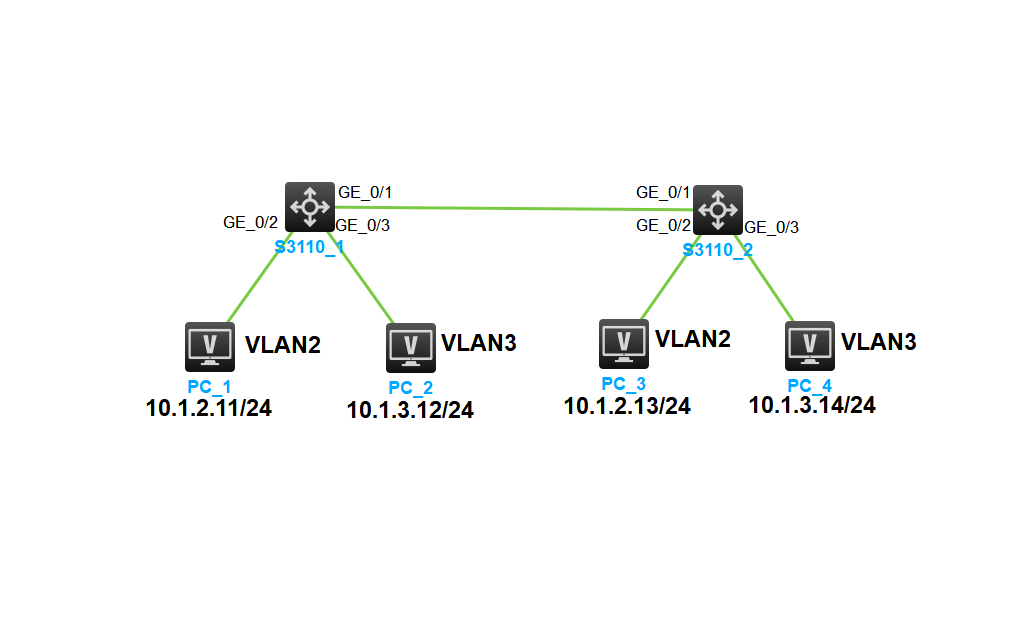 GE_0/1
GE_0/1
GE_0/2
GE_0/3
GE_0/2
GE_0/3
S3110_1
S3110_2
V
VLAN2
V
VLAN3
V
VLAN2
V
VLAN3
PC_1
PC_2
PC_3
PC_4
10.1.2.11/24
10.1.3.12/24
10.1.2.13/24
10.1.3.14/24